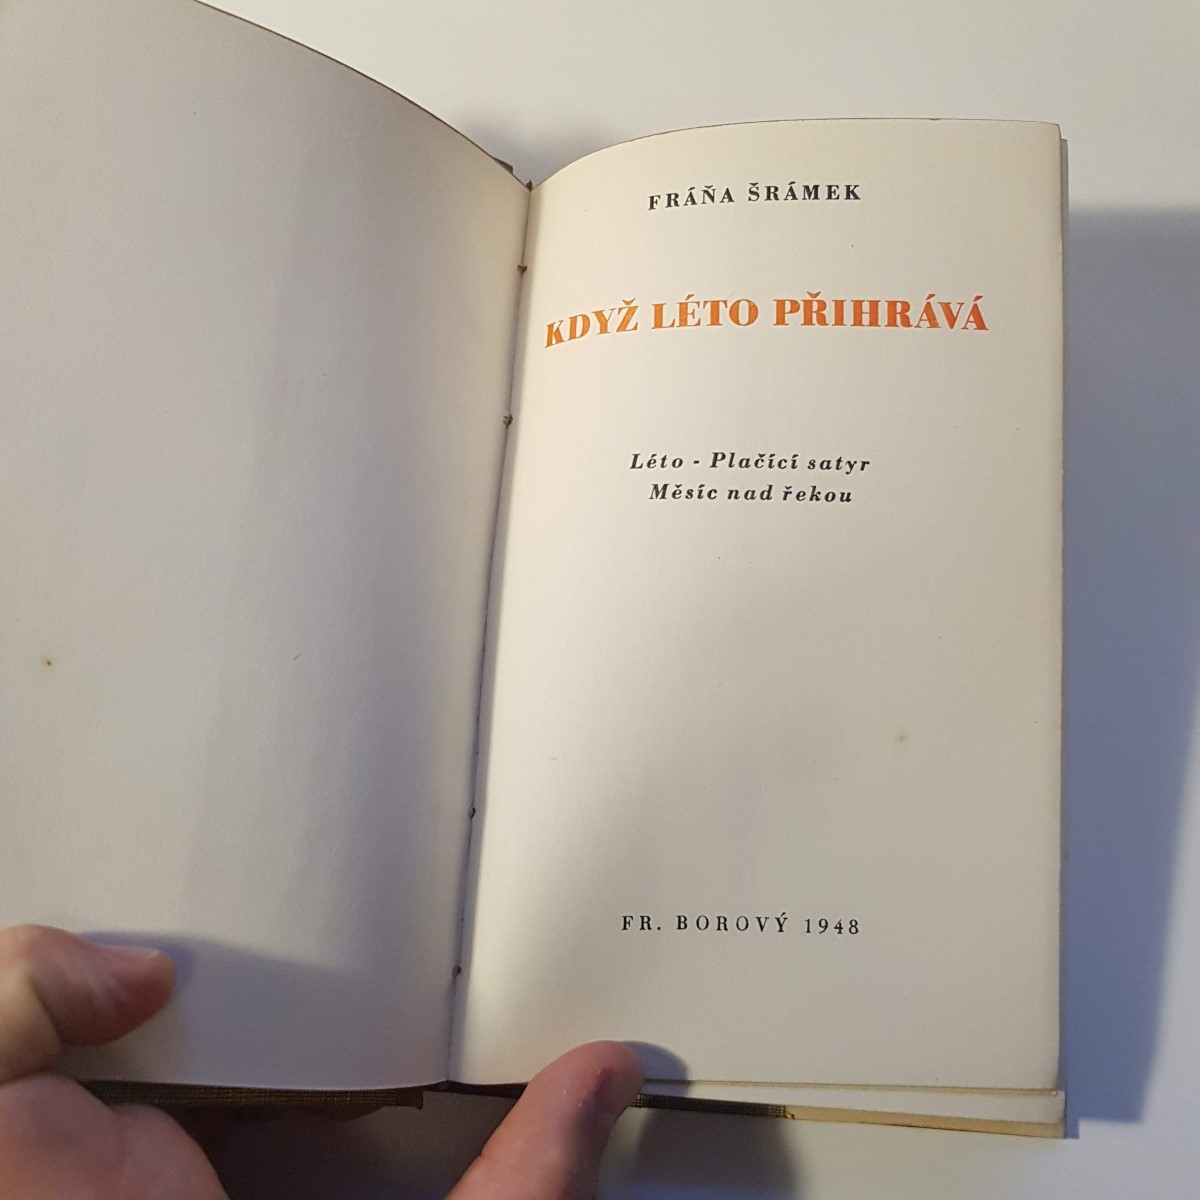 FRÁŇA ŠRÁMEK
KDYŽ LÉTO PŘIHRÁVÁ
Léto - Plačící satyr
Měsíc nad řekou
FR. BOROVÝ 1948